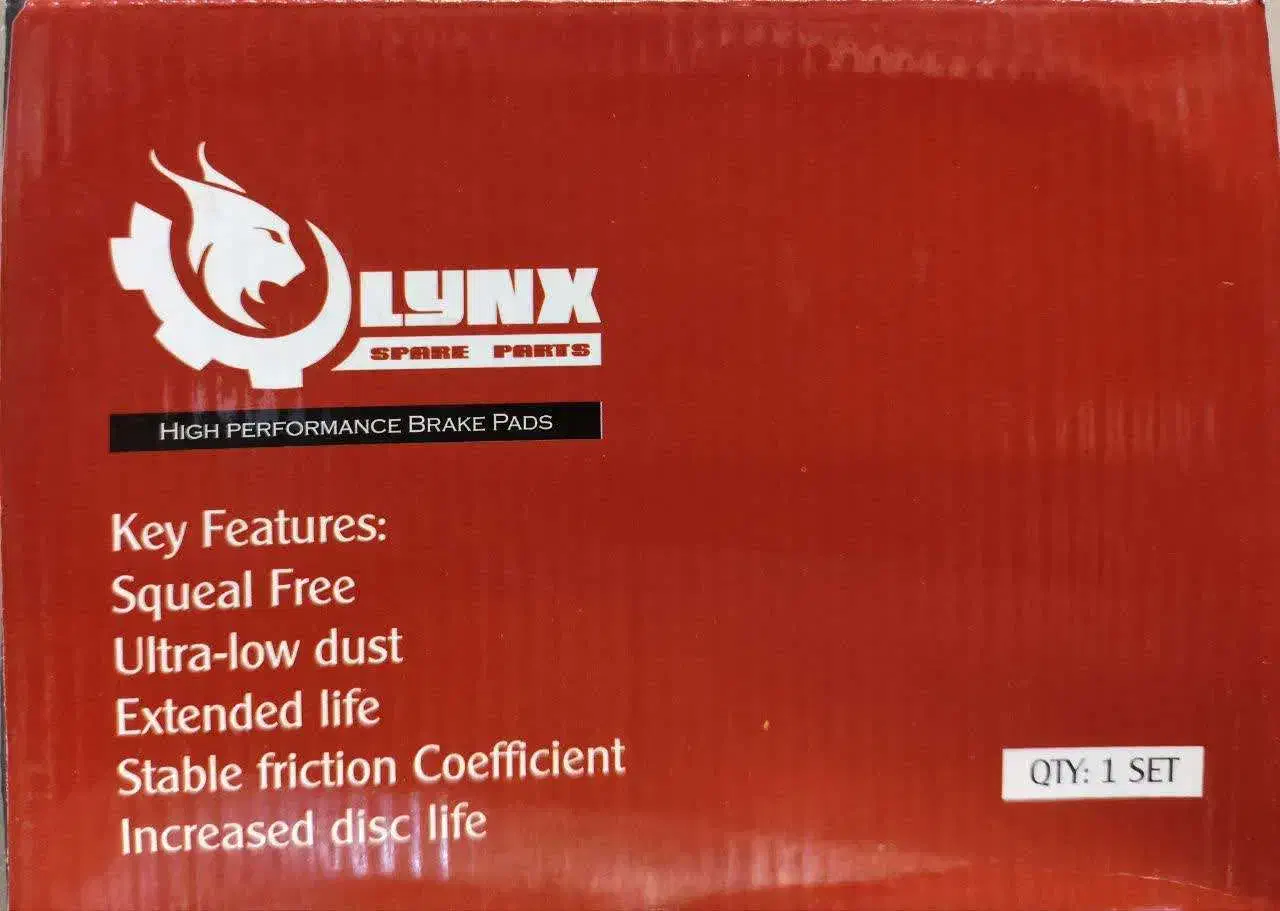 LYNX
SPARE PARTS
HIGH PERFORMANCE BRAKE PADS
Key Features:
Squeal Free
Ultra-low dust
Extended life
Stable friction Coefficient
Increased disc life
QTY: 1 SET